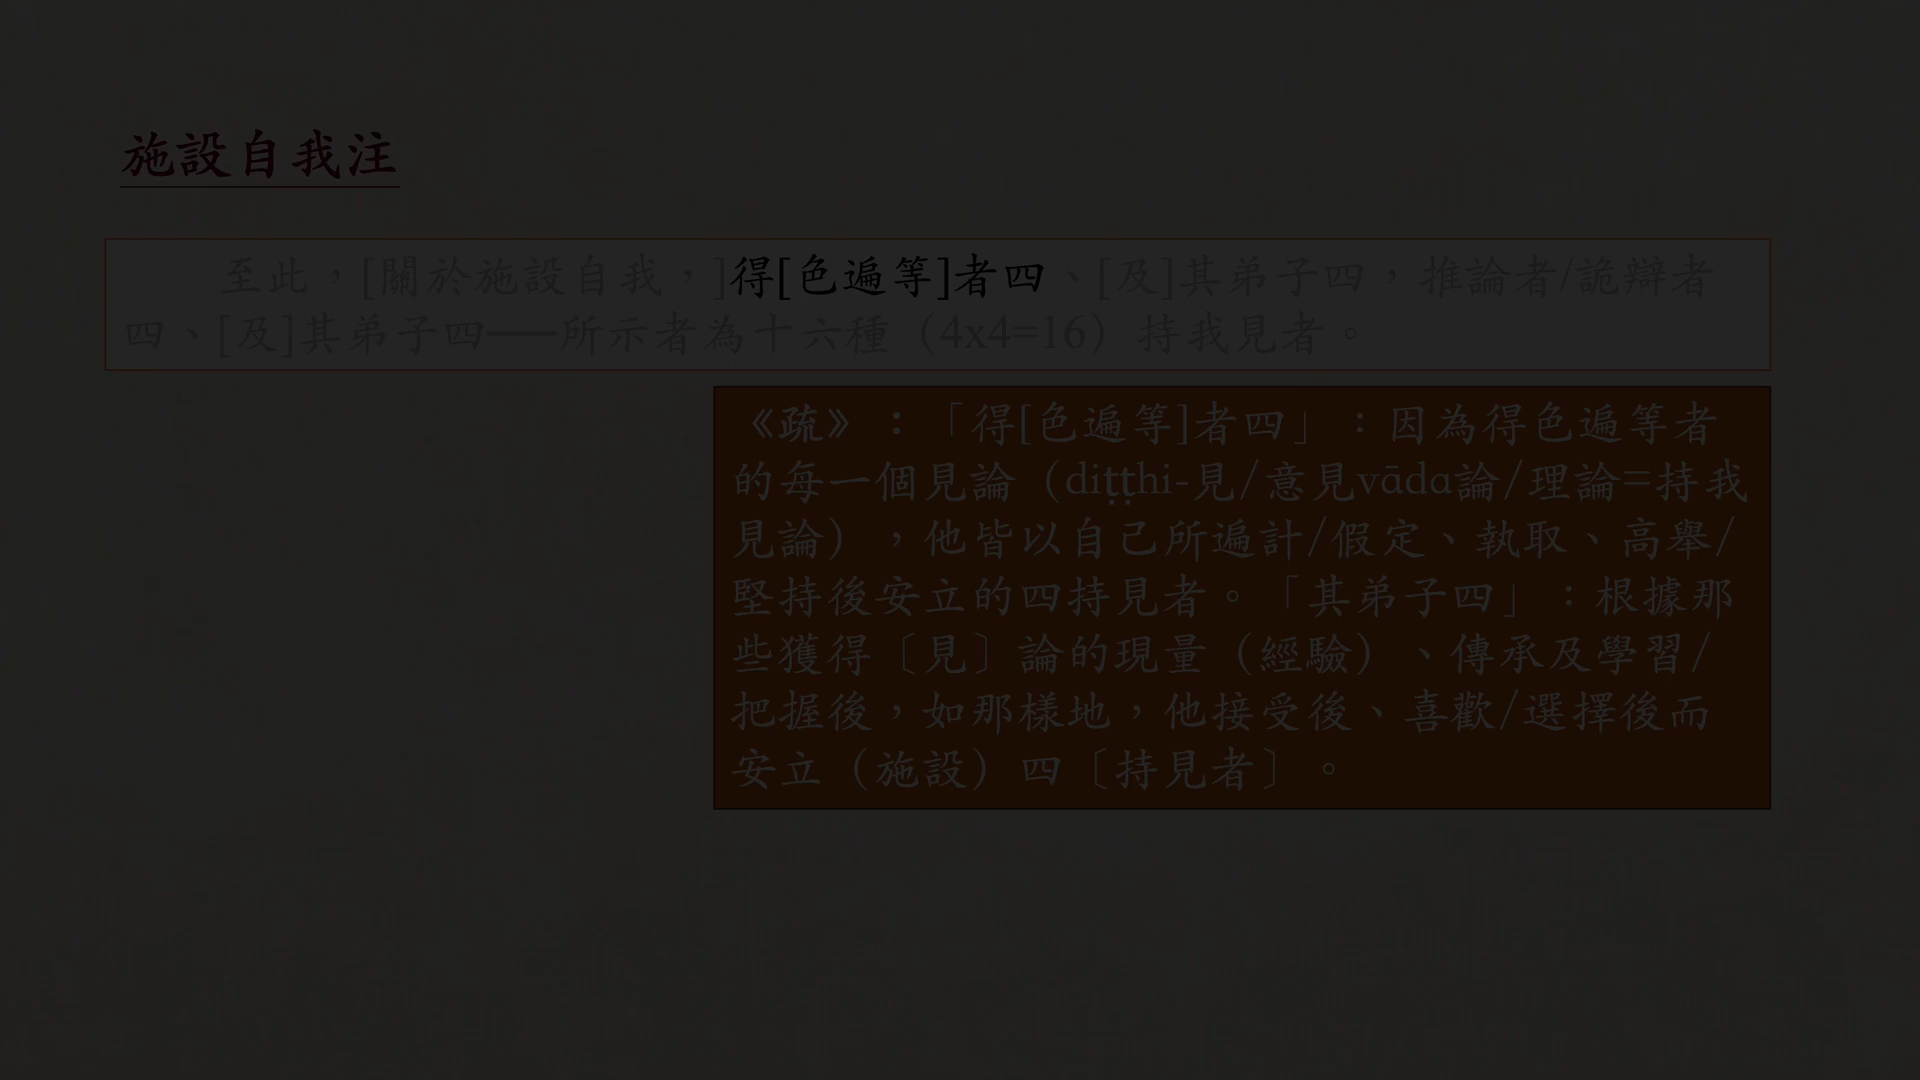 施設自我注
至此，[關於施設自我，]得[色遍等]者四、[及]其弟子四，推論者/詭辯者
四、[及]其弟子四──所示者為十六種（4x4=16）持我見者。
《疏》：「得[色遍等]者四」：因為得色遍等者
的每一個見論（diṭṭhi-見/意見vāda論/理論=持我
見論），他皆以自己所遍計/假定、執取、高舉/
堅持後安立的四持見者。「其弟子四」：根據那
些獲得〔見〕論的現量（經驗）、傳承及學習/
把握後，如那樣地，他接受後、喜歡/選擇後而
安立（施設）四〔持見者〕。